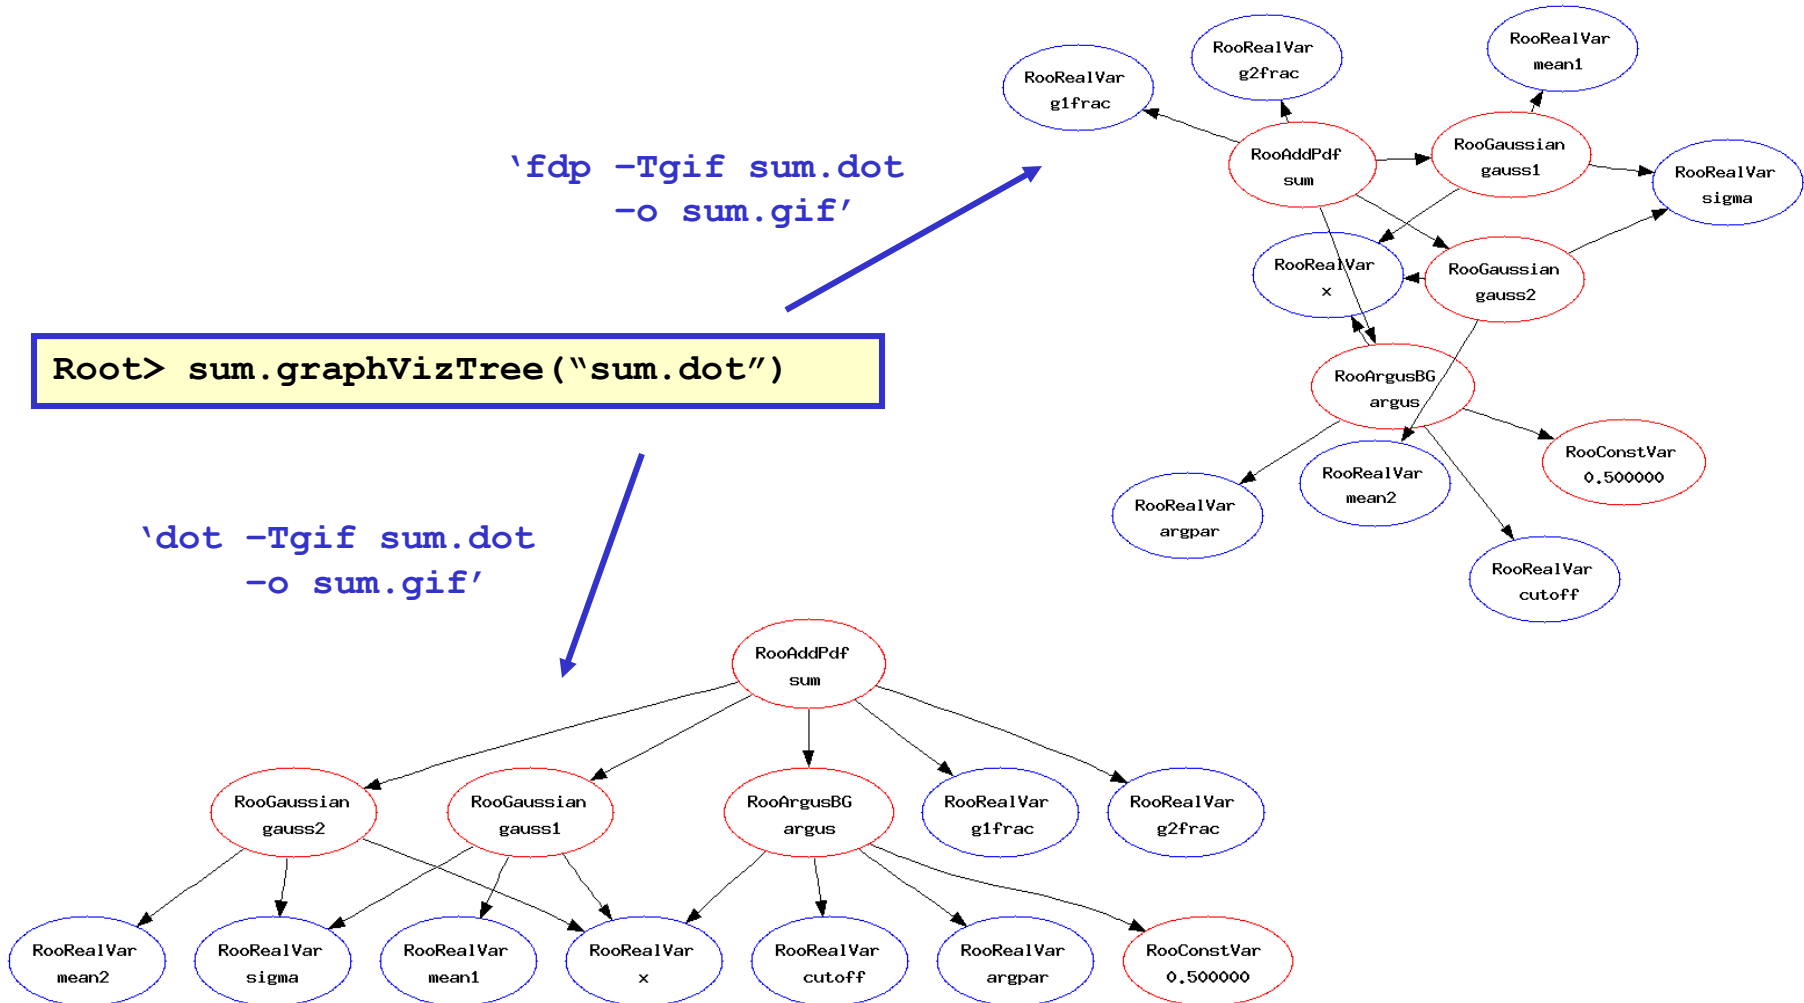 RooRealVar
mean1
RooRealVar
g2frac
RooRealVar
g1frac
RooGaussian
gauss1
RooAddPdf
sum
RooRealVar
sigma
‘fdp –Tgif sum.dot
–o sum.gif’
RooRealVar
x
RooGaussian
gauss2
Root> sum.graphVizTree(“sum.dot”)
RooArgusBG
argus
RooConstVar
0.500000
RooRealVar
mean2
RooRealVar
argpar
RooRealVar
cutoff
‘dot –Tgif sum.dot
–o sum.gif’
RooAddPdf
sum
RooGaussian
gauss2
RooGaussian
gauss1
RooArgusBG
argus
RooRealVar
g1frac
RooRealVar
g2frac
RooRealVar
mean2
RooRealVar
sigma
RooRealVar
mean1
RooRealVar
x
RooRealVar
cutoff
RooRealVar
argpar
RooConstVar
0.500000